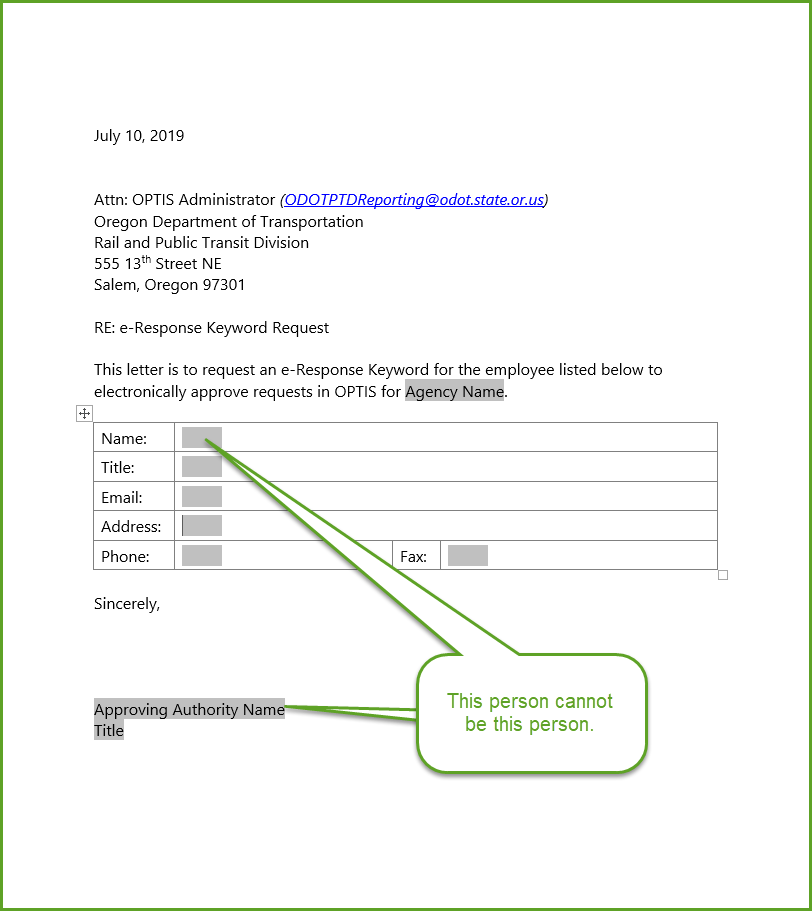 July 10, 2019
Attn: OPTIS Administrator (ODOTPTDReporting@odot.state.or.us)
Oregon Department of Transportation
Rail and Public Transit Division
555 13th Street NE
Salem, Oregon 97301
RE: e-Response Keyword Request
This letter is to request an e-Response Keyword for the employee listed below to
electronically approve requests in OPTIS for Agency Name.
Name:
Title:
Email:
Address:
Phone: Fax:
Sincerely,
Approving Authority Name
Title
This person cannot
be this person.